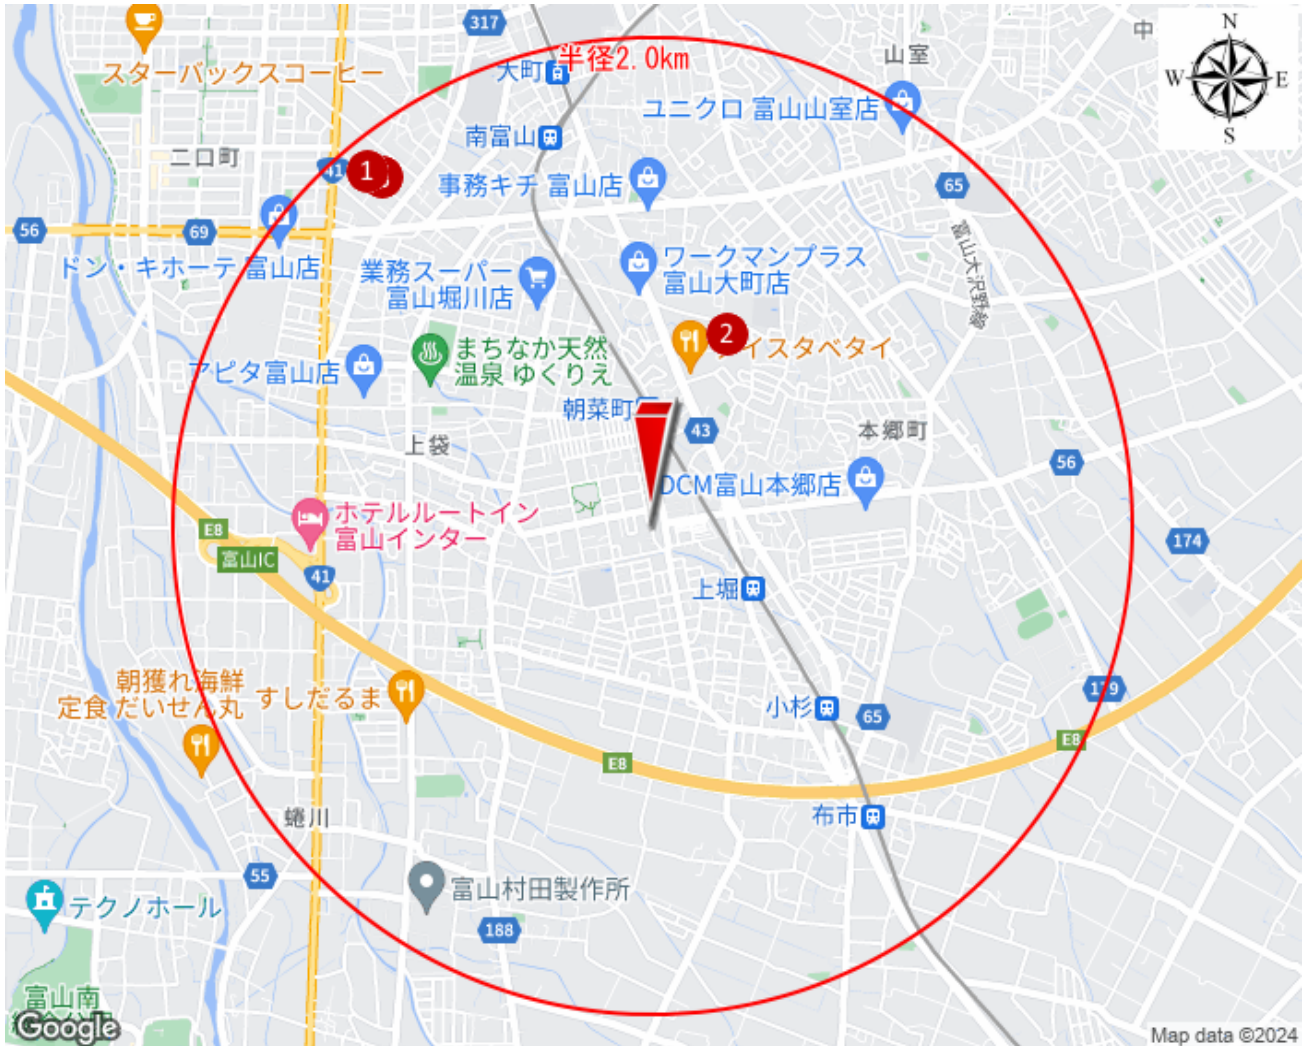 317
中
N
W
E
S
半径2.0km
大町
山室
スターバックスコーヒー
ユニクロ 富山山室店
南富山
二口町
41
1
事務キチ 富山店
65
56
69
富山大沢野線
ドン・キホーテ 富山店
業務スーパー
富山堀川店
ワークマンプラス
富山大町店
2
イスタベタイ
まちなか天然
温泉 ゆくりえ
アピタ富山店
朝菜町
43
本郷町
上袋
56
DCM富山本郷店
E8
ホテルルートイン
富山インター
174
富山IC
41
上堀
朝獲れ海鮮
定食 だいせん丸
すしだるま
179
小杉
65
E8
E8
蜷川
布市
55
富山村田製作所
テクノホール
188
富山南
Google
Map data ©2024